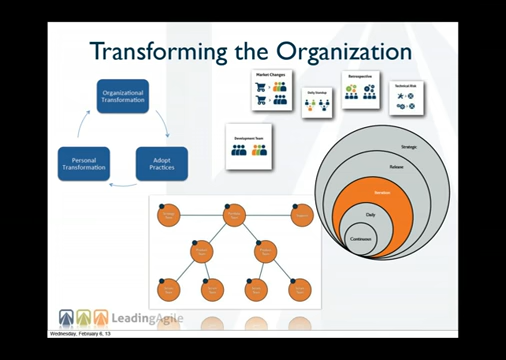 Transforming the Organization
Market Changes
Retrospective
Technical Risk
Daily Standup
Organizational
Transformation
Personal
Transformation
Adopt
Practices
Development Team
Strategic
Release
Iteration
Daily
Continuous
LeadingAgile
Wednesday, February 6, 13